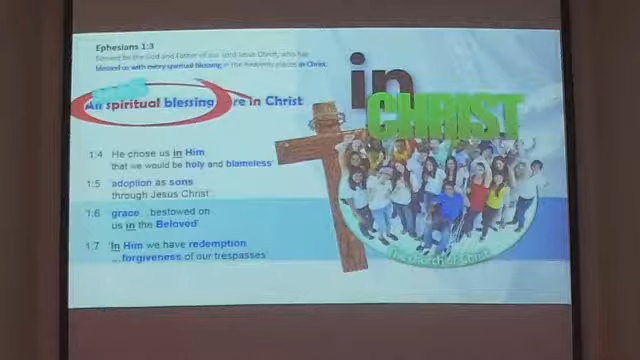 Ephesians 1:3
Blessed be the God and Father of our Lord Jesus Christ, who has
blessed us with every spiritual blessing in the heavenly places in Christ.
All spiritual blessing re in Christ
1:4 He chose us in Him
that we would be holy and blameless'
1:5 adoption as sons
through Jesus Christ
1:6 grace.. bestowed on
us in the Beloved'
1:7 'In Him we have redemption
...forgiveness of our trespasses'
in
CHRIST
The Church of Christ